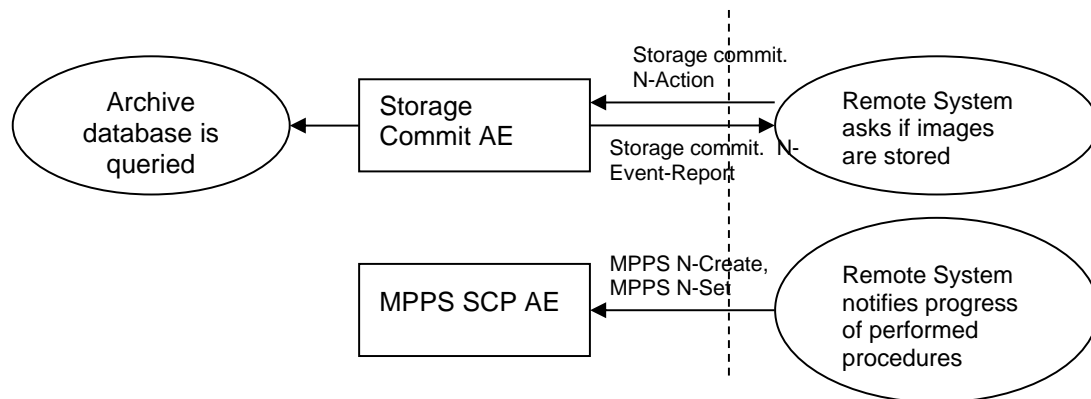 Storage commit.
N-Action
Archive
database is
queried
Storage
Commit AE
Remote System
asks if images
are stored
Storage commit. N-
Event-Report
MPPS SCP AE
MPPS N-Create,
MPPS N-Set
Remote System
notifies progress
of performed
procedures